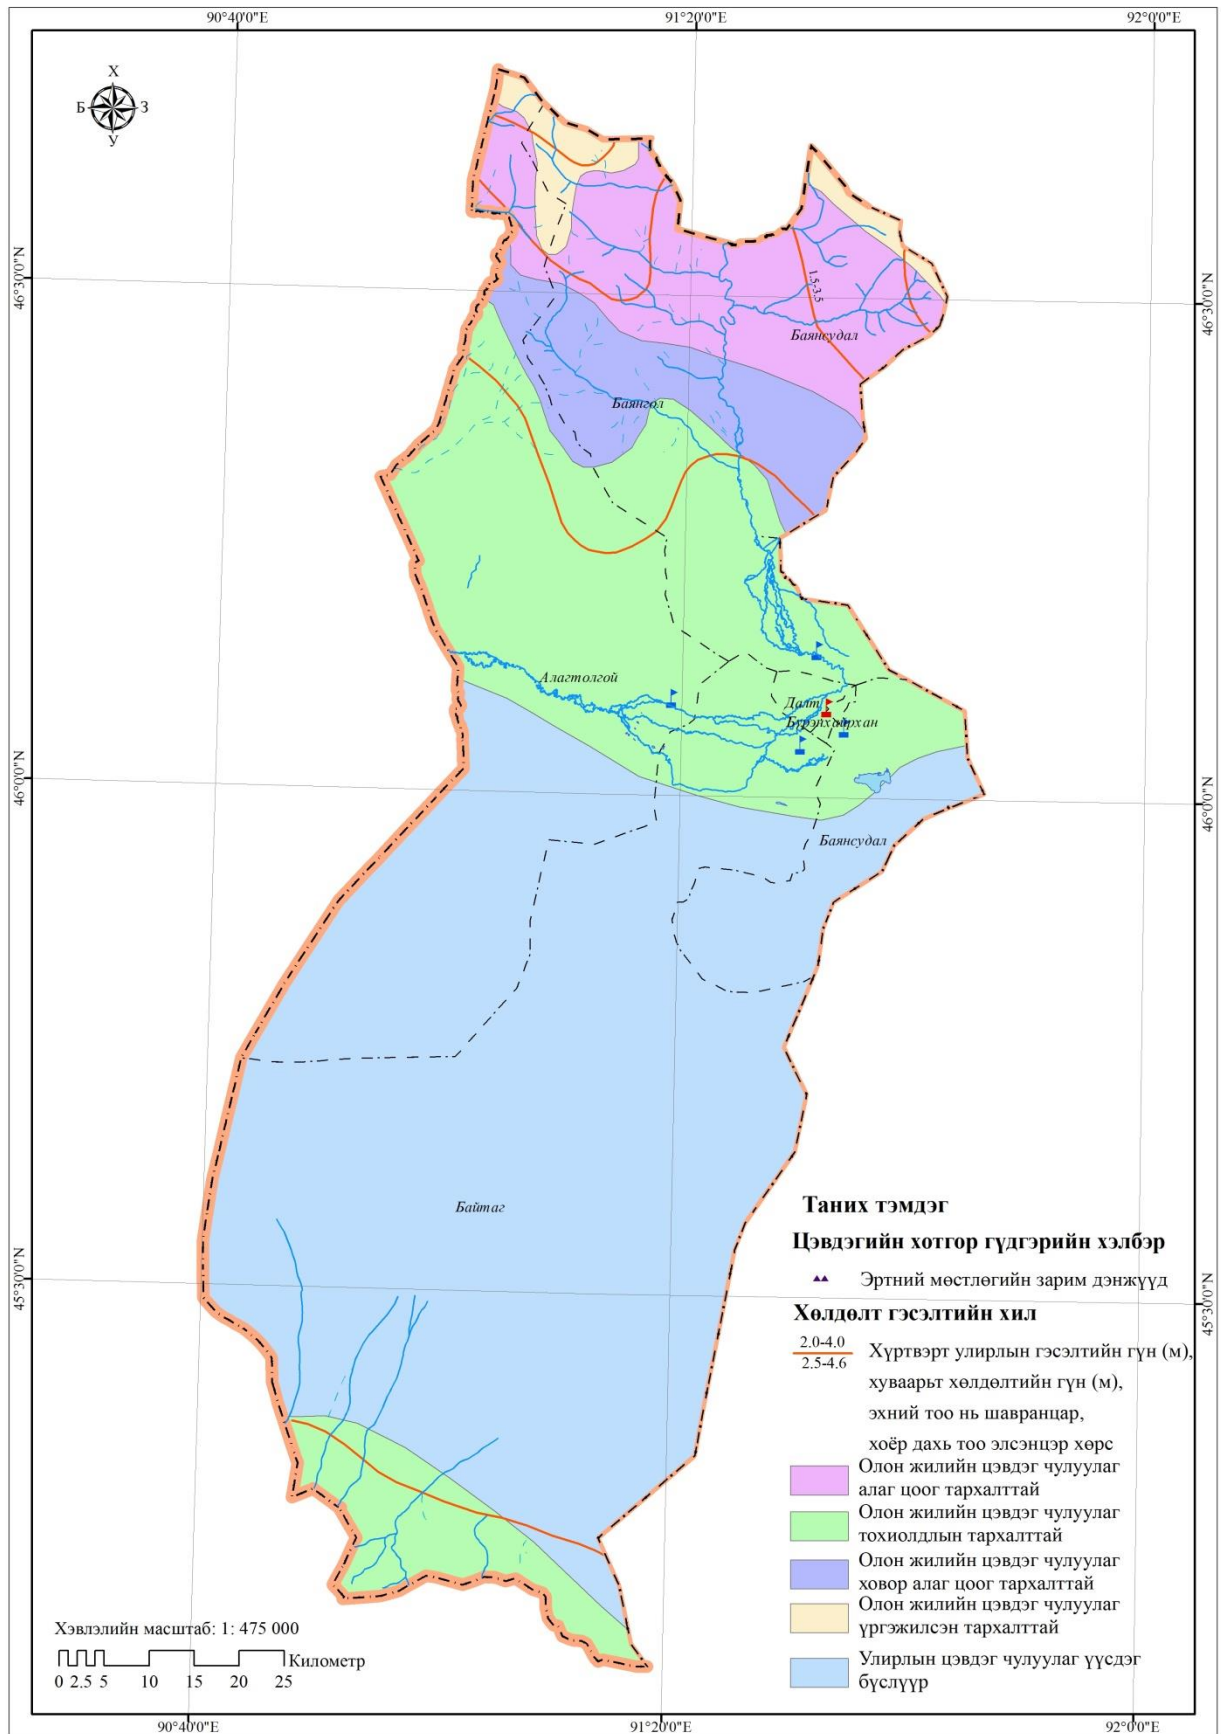 90°40'0"E
91°20'0"E
92°0'0"E
Х
Б
З
У
46°30'0"N
46°30'0"N
1.5-3.5
Баянсудал
Баянгол
Алагтолгой
Далт
Бүрэнхайрхан
46°0'0"N
46°0'0"N
Баянсудал
Байтаг
45°30'0"N
45°30'0"N
Таних тэмдэг
Цэвдэгийн хотгор гүдгэрийн хэлбэр
Эртний мөстлөгийн зарим дэнжүүд
Хөлдөлт гэсэлтийн хил
2.0-4.0
2.5-4.6
Хүртвэрт улирлын гэсэлтийн гүн (м),
хуваарьт хөлдөлтийн гүн (м),
эхний тоо нь шавранцар,
хоёр дахь тоо элсэнцэр хөрс
Олон жилийн цэвдэг чулуулаг
алаг цоог тархалттай
Олон жилийн цэвдэг чулуулаг
тохиолдлын тархалттай
Олон жилийн цэвдэг чулуулаг
ховор алаг цоог тархалттай
Олон жилийн цэвдэг чулуулаг
үргэжилсэн тархалттай
Улирлын цэвдэг чулуулаг үүсдэг
бүслүүр
Хэвлэлийн масштаб: 1: 475 000
Километр
0 2.5 5 10 15 20 25
90°40'0"E
91°20'0"E
92°0'0"E